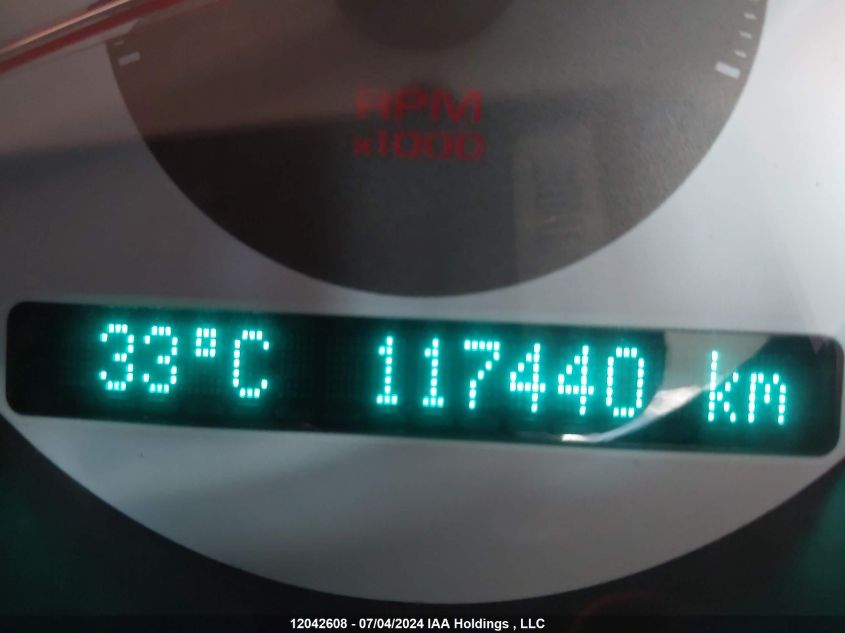 RPM
x1000
33°C 117440 km
12042608 - 07/04/2024 IAA Holdings , LLC